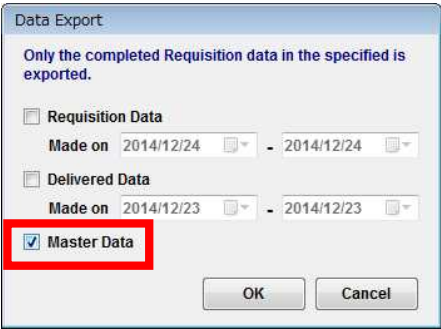 Data Export
Only the completed Requisition data in the specified is
exported.
Requisition Data
Made on 2014/12/24 - 2014/12/24
Delivered Data
Made on 2014/12/23 - 2014/12/23
Master Data
OK Cancel